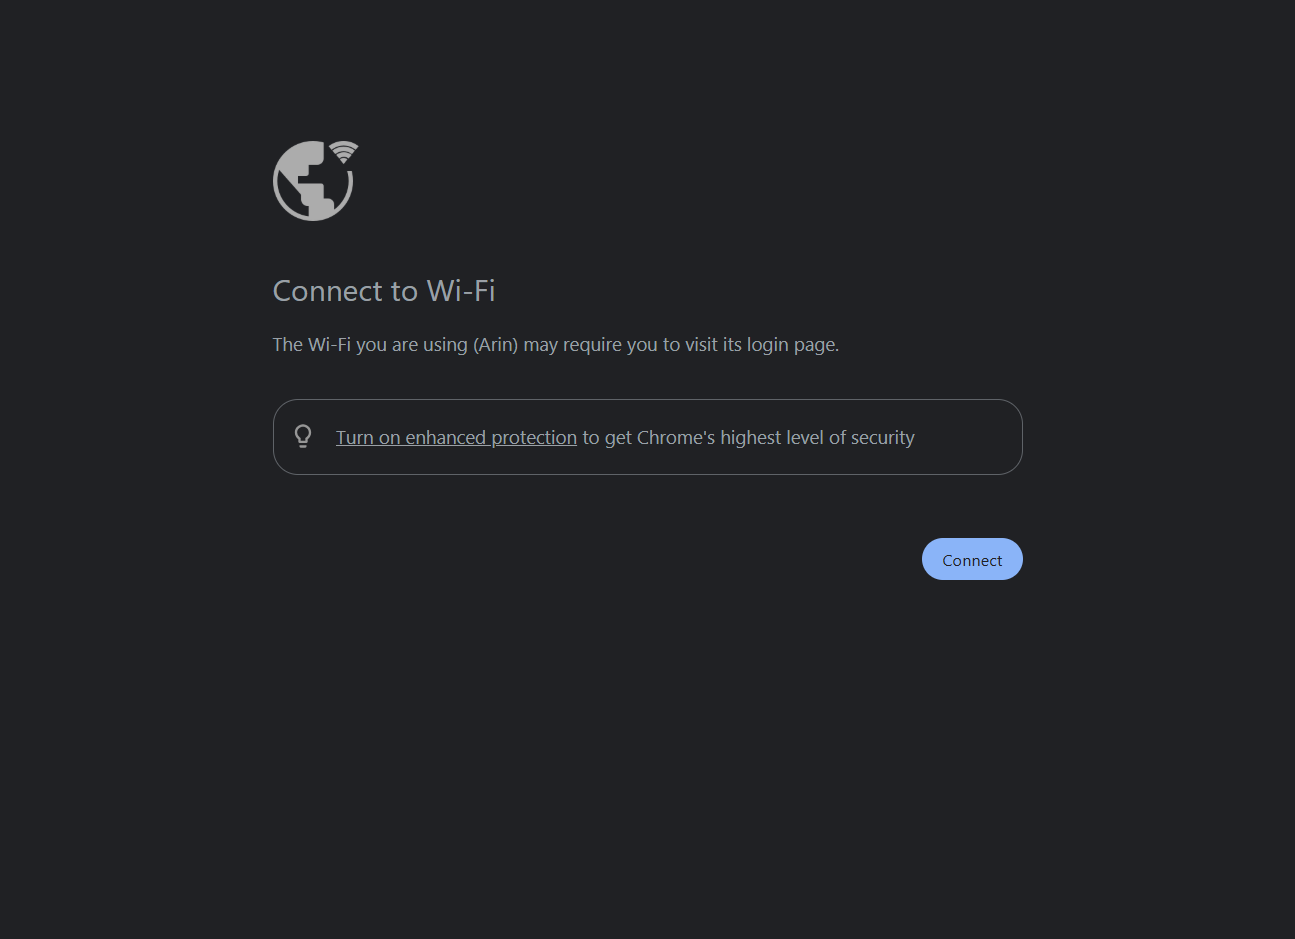 Connect to Wi-Fi
The Wi-Fi you are using (Arin) may require you to visit its login page.
Turn on enhanced protection to get Chrome's highest level of security
Connect